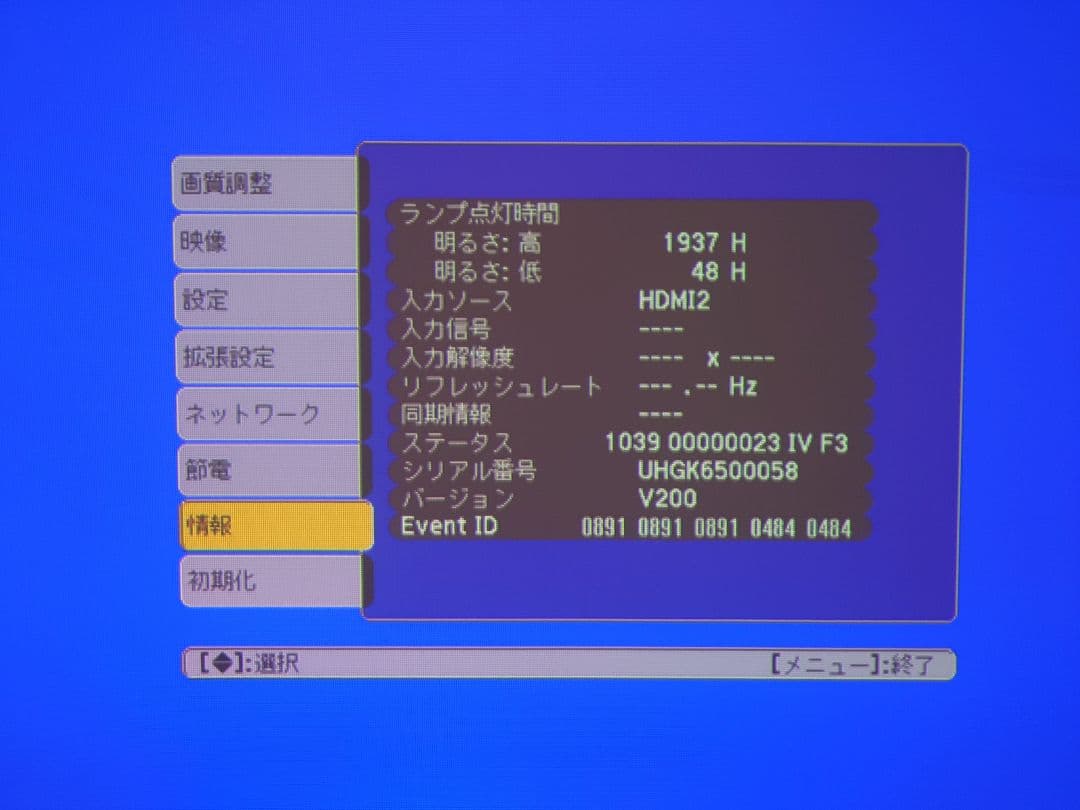 画質調整
映像
設定
拡張設定
ネットワーク
節電
情報
初期化
ランプ点灯時間
明るさ: 高 1937 H
明るさ: 低 48 H
入力ソース HDMI2
入力信号 ----
入力解像度 ---- x ----
リフレッシュレート --- .-- Hz
同期情報 ----
ステータス 1039 00000023 IV F3
シリアル番号 UHGK6500058
バージョン V200
Event ID 0891 0891 0891 0484 0484
[◆]:選択 [メニュー]:終了